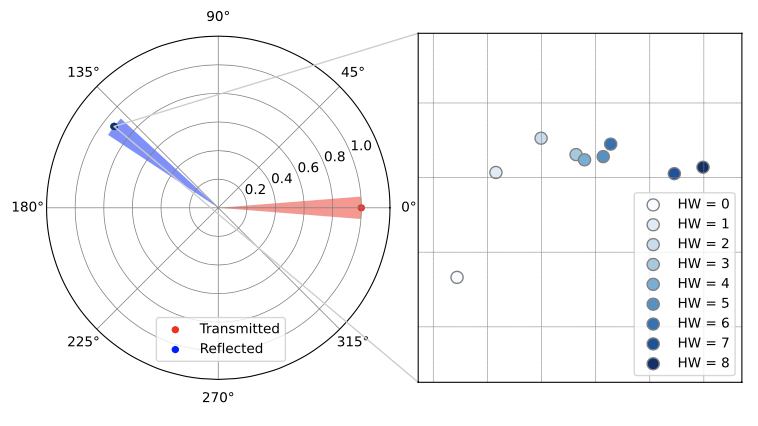 90°
135°
45°
1.0
0.8
0.6
0.4
0.2
180°
0°
Transmitted
Reflected
225°
315°
270°
HW = 0
HW = 1
HW = 2
HW = 3
HW = 4
HW = 5
HW = 6
HW = 7
HW = 8